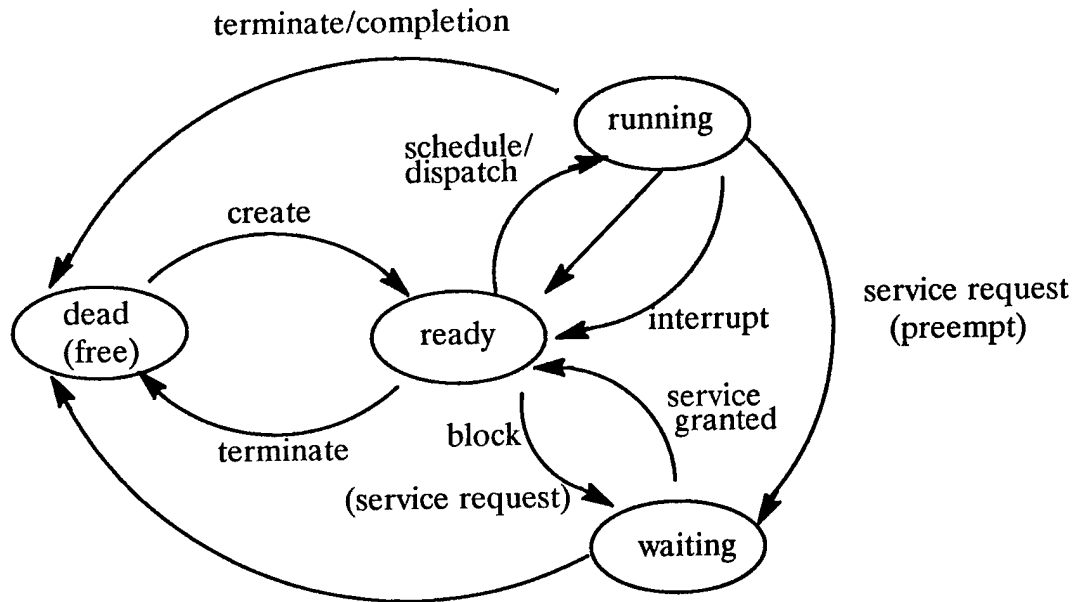 terminate/completion
running
schedule/
dispatch
create
service request
(preempt)
dead
(free)
ready
interrupt
service
granted
block
terminate
(service request)
waiting